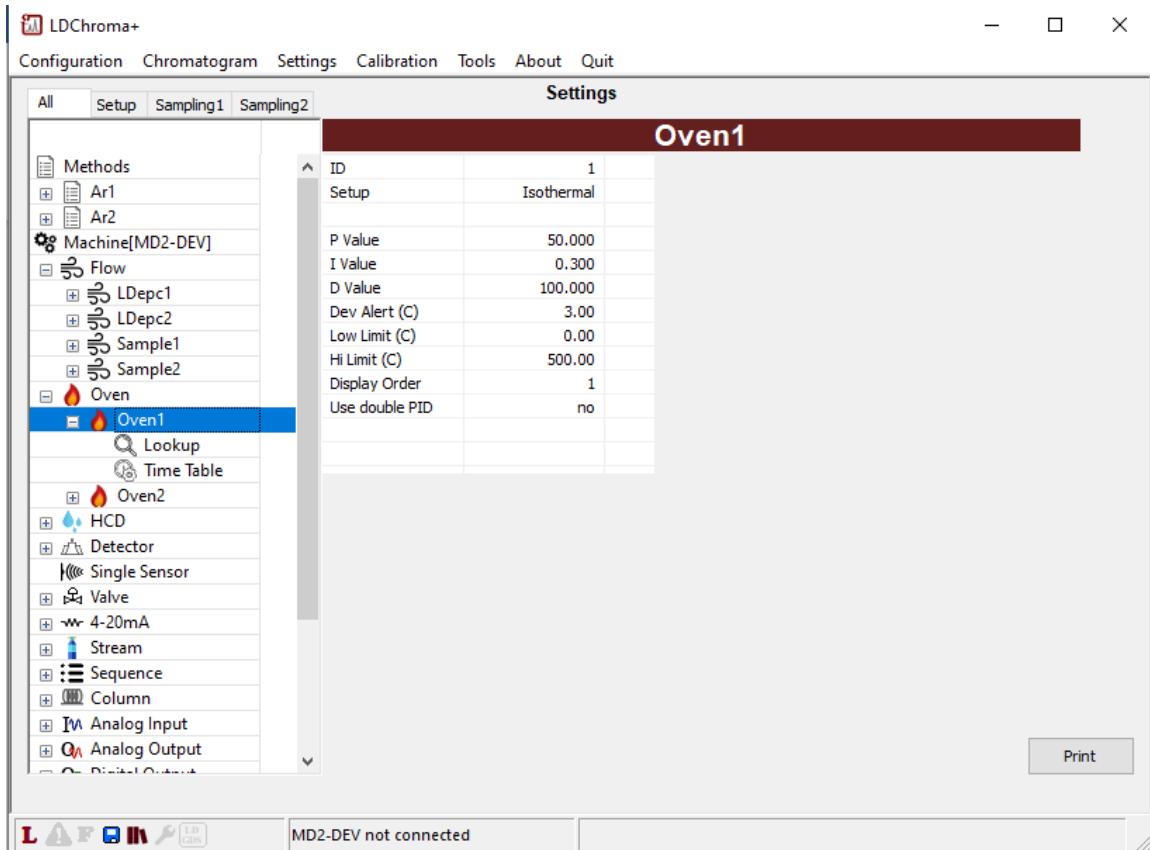 LDChroma+
Configuration Chromatogram Settings Calibration Tools About Quit
All Setup Sampling1 Sampling2
Settings
Oven1
Methods
Ar1
Ar2
Machine[MD2-DEV]
Flow
LDepc1
LDepc2
Sample1
Sample2
Oven
Oven1
Lookup
Time Table
Oven2
HCD
Detector
Single Sensor
Valve
4-20mA
Stream
Sequence
Column
Analog Input
Analog Output
Digital Output
ID 1
Setup Isothermal
P Value 50.000
I Value 0.300
D Value 100.000
Dev Alert (C) 3.00
Low Limit (C) 0.00
Hi Limit (C) 500.00
Display Order 1
Use double PID no
Print
L F LD GDS
MD2-DEV not connected